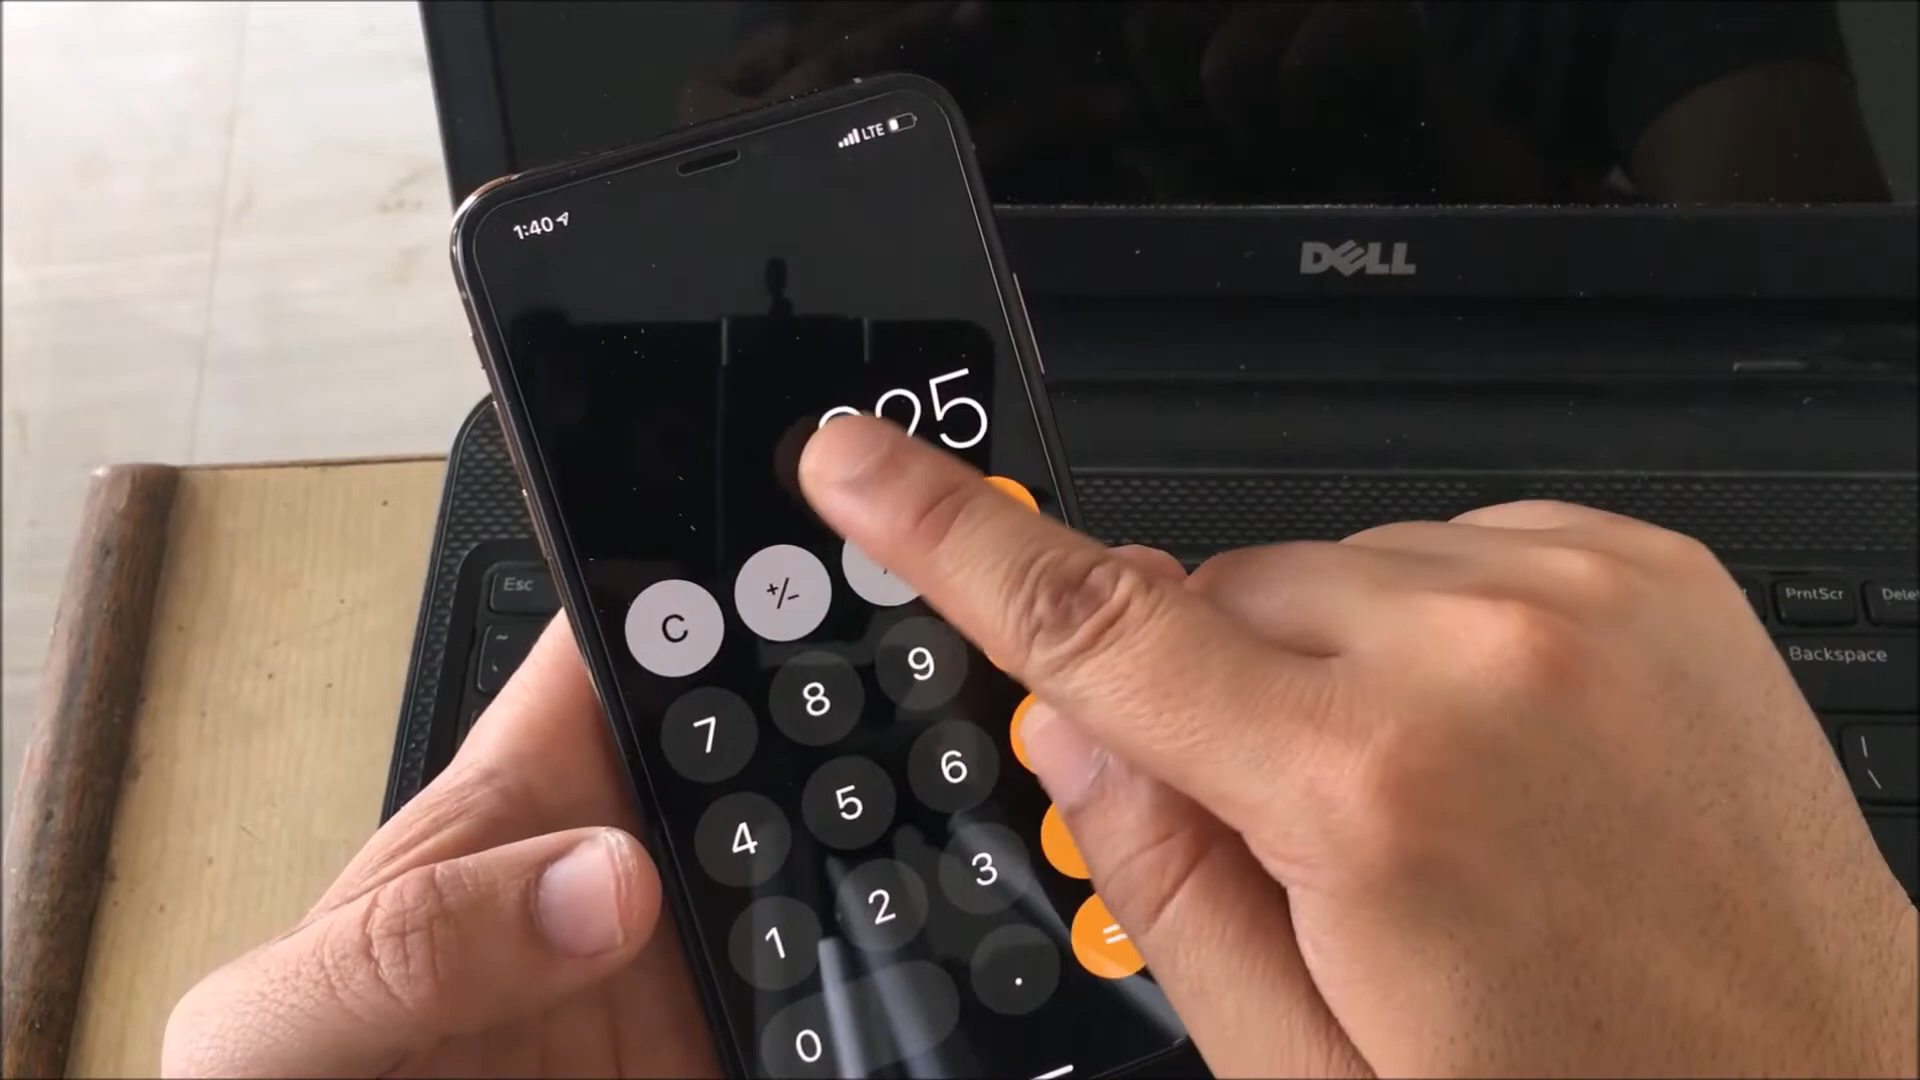 LTE
1:40
DELL
25
Esc
PrntScr
Backspace
C +/-
7 8 9
4 5 6
1 2 3
0 . =